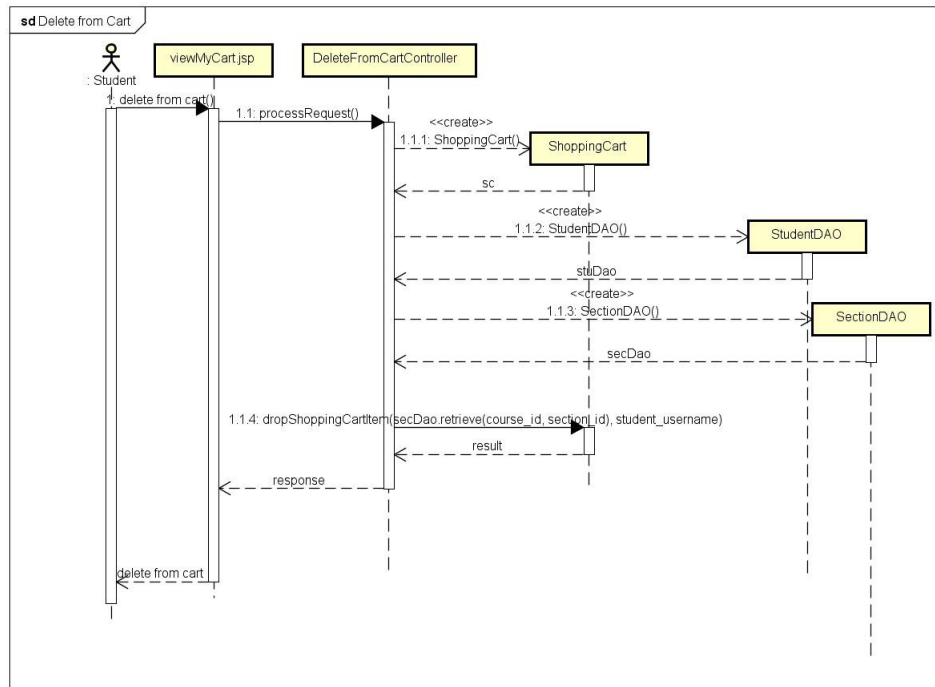 sd Delete from Cart
viewMyCart.jsp
DeleteFromCartController
: Student
1: delete from cart()
1.1: processRequest()
<<create>>
1.1.1: ShoppingCart()
ShoppingCart
sc
<<create>>
1.1.2: StudentDAO()
StudentDAO
stuDao
<<create>>
1.1.3: SectionDAO()
SectionDAO
secDao
1.1.4: dropShoppingCartItem(secDao.retrieve(course_id, section_id), student_username)
result
response
delete from cart